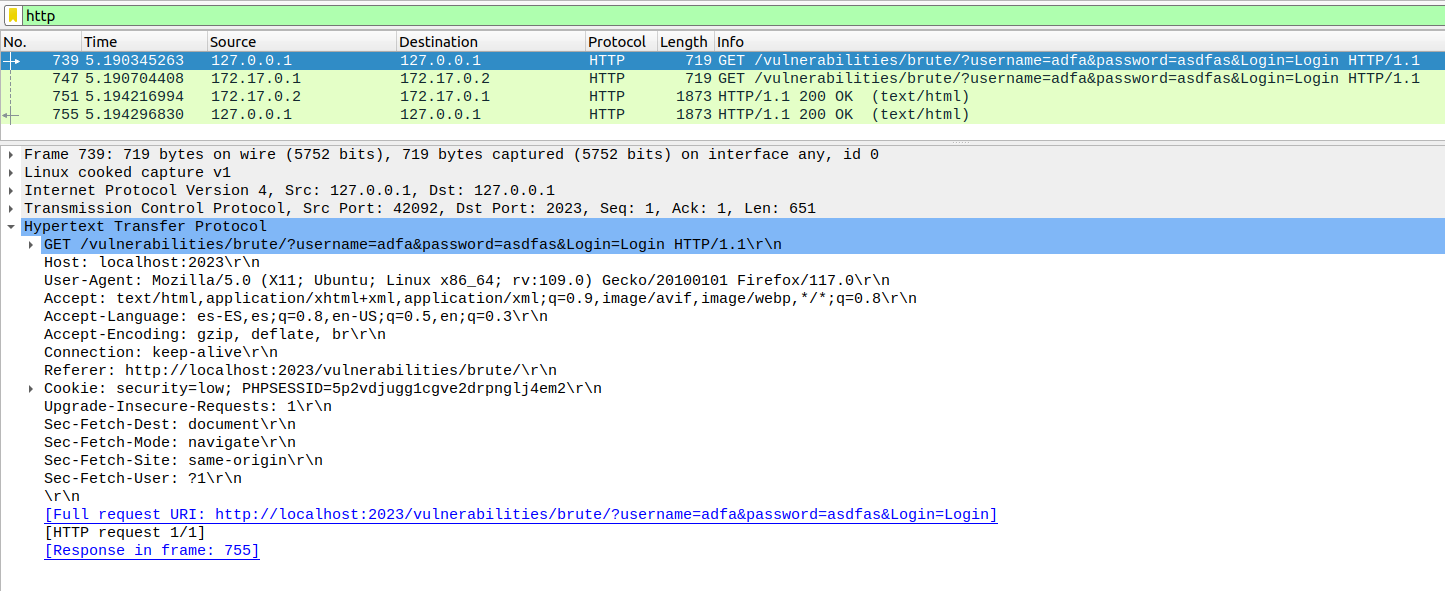 http
No. Time Source Destination Protocol Length Info
739 5.190345263 127.0.0.1 127.0.0.1 HTTP 719 GET /vulnerabilities/brute/?username=adfa&password=asdfas&Login=Login HTTP/1.1
747 5.190704408 172.17.0.1 172.17.0.2 HTTP 719 GET /vulnerabilities/brute/?username=adfa&password=asdfas&Login=Login HTTP/1.1
751 5.194216994 172.17.0.2 172.17.0.1 HTTP 1873 HTTP/1.1 200 OK  (text/html)
755 5.194296830 127.0.0.1 127.0.0.1 HTTP 1873 HTTP/1.1 200 OK  (text/html)
Frame 739: 719 bytes on wire (5752 bits), 719 bytes captured (5752 bits) on interface any, id 0
Linux cooked capture v1
Internet Protocol Version 4, Src: 127.0.0.1, Dst: 127.0.0.1
Transmission Control Protocol, Src Port: 42092, Dst Port: 2023, Seq: 1, Ack: 1, Len: 651
Hypertext Transfer Protocol
GET /vulnerabilities/brute/?username=adfa&password=asdfas&Login=Login HTTP/1.1\r\n
Host: localhost:2023\r\n
User-Agent: Mozilla/5.0 (X11; Ubuntu; Linux x86_64; rv:109.0) Gecko/20100101 Firefox/117.0\r\n
Accept: text/html,application/xhtml+xml,application/xml;q=0.9,image/avif,image/webp,*/*;q=0.8\r\n
Accept-Language: es-ES,es;q=0.8,en-US;q=0.5,en;q=0.3\r\n
Accept-Encoding: gzip, deflate, br\r\n
Connection: keep-alive\r\n
Referer: http://localhost:2023/vulnerabilities/brute/\r\n
Cookie: security=low; PHPSESSID=5p2vdjugg1cgve2drpnglj4em2\r\n
Upgrade-Insecure-Requests: 1\r\n
Sec-Fetch-Dest: document\r\n
Sec-Fetch-Mode: navigate\r\n
Sec-Fetch-Site: same-origin\r\n
Sec-Fetch-User: ?1\r\n
\r\n
[Full request URI: http://localhost:2023/vulnerabilities/brute/?username=adfa&password=asdfas&Login=Login]
[HTTP request 1/1]
[Response in frame: 755]